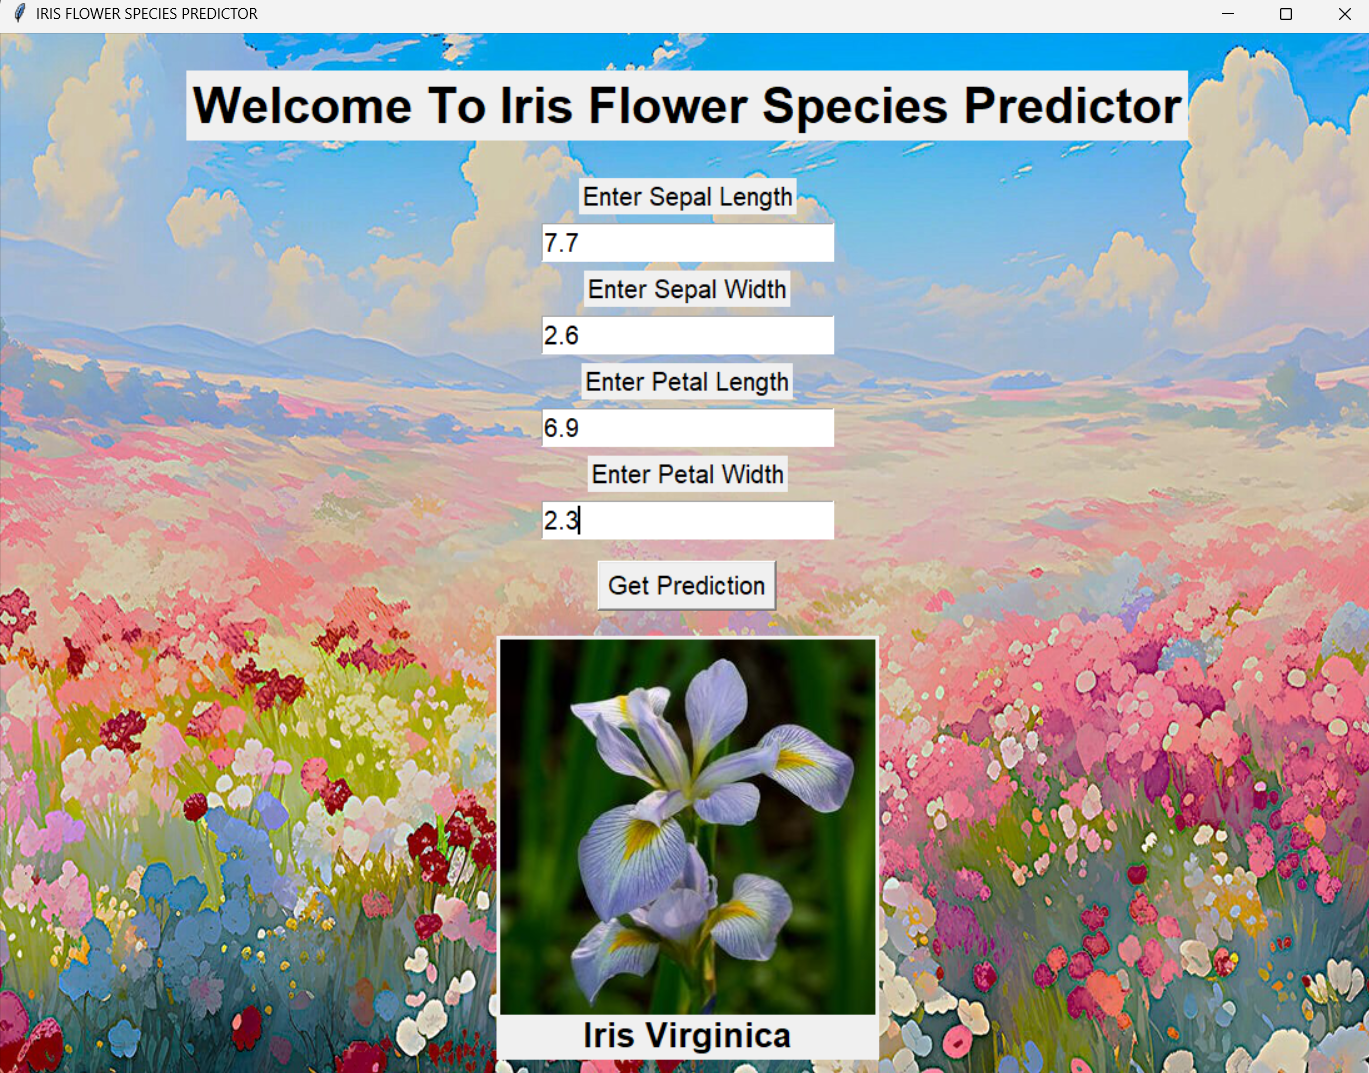 IRIS FLOWER SPECIES PREDICTOR
Welcome To Iris Flower Species Predictor
Enter Sepal Length
7.7
Enter Sepal Width
2.6
Enter Petal Length
6.9
Enter Petal Width
2.3
Get Prediction
Iris Virginica